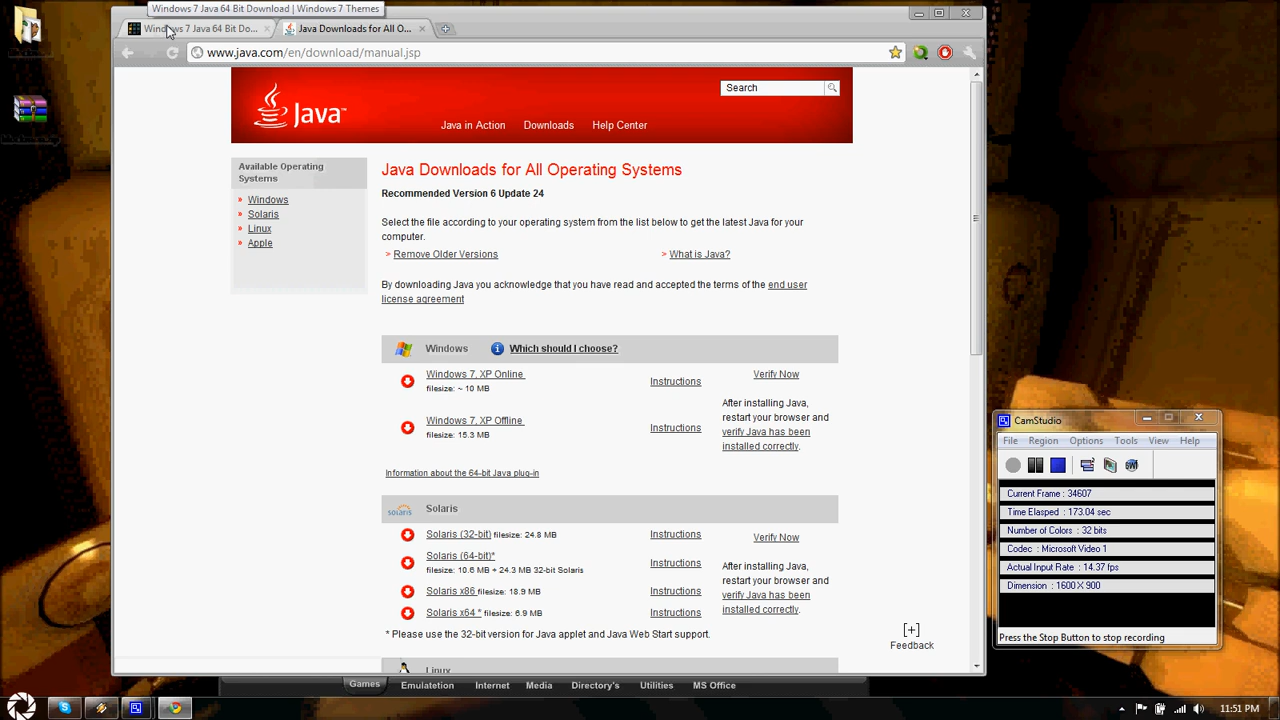 Windows 7 Java 64 Bit Download | Windows 7 Themes
Windows 7 Java 64 Bit Do...
Java Downloads for All O...
www.java.com/en/download/manual.jsp
Java™
Search
Java in Action
Downloads
Help Center
Available Operating
Systems
Windows
Solaris
Linux
Apple
Java Downloads for All Operating Systems
Recommended Version 6 Update 24
Select the file according to your operating system from the list below to get the latest Java for your
computer.
> Remove Older Versions
> What is Java?
By downloading Java you acknowledge that you have read and accepted the terms of the end user
license agreement
Windows
Which should I choose?
Windows 7, XP Online
filesize: ~ 10 MB
Instructions
Verify Now
Windows 7, XP Offline
filesize: 15.3 MB
Instructions
After installing Java,
restart your browser and
verify Java has been
installed correctly.
Information about the 64-bit Java plug-in
Solaris
Solaris
Solaris (32-bit) filesize: 24.8 MB
Instructions
Verify Now
Solaris (64-bit)*
filesize: 10.6 MB + 24.3 MB 32-bit Solaris
Instructions
Solaris x86 filesize: 18.9 MB
Instructions
Solaris x64 * filesize: 6.9 MB
Instructions
After installing Java,
restart your browser and
verify Java has been
installed correctly.
* Please use the 32-bit version for Java applet and Java Web Start support.
[+]
Feedback
Linux
CamStudio
File Region Options Tools View Help
Current Frame : 34607
Time Elasped : 173.04 sec
Number of Colors : 32 bits
Codec : Microsoft Video 1
Actual Input Rate : 14.37 fps
Dimension : 1600 X 900
Press the Stop Button to stop recording
Games
Emulatetion
Internet
Media
Directory's
Utilities
MS Office
11:51 PM